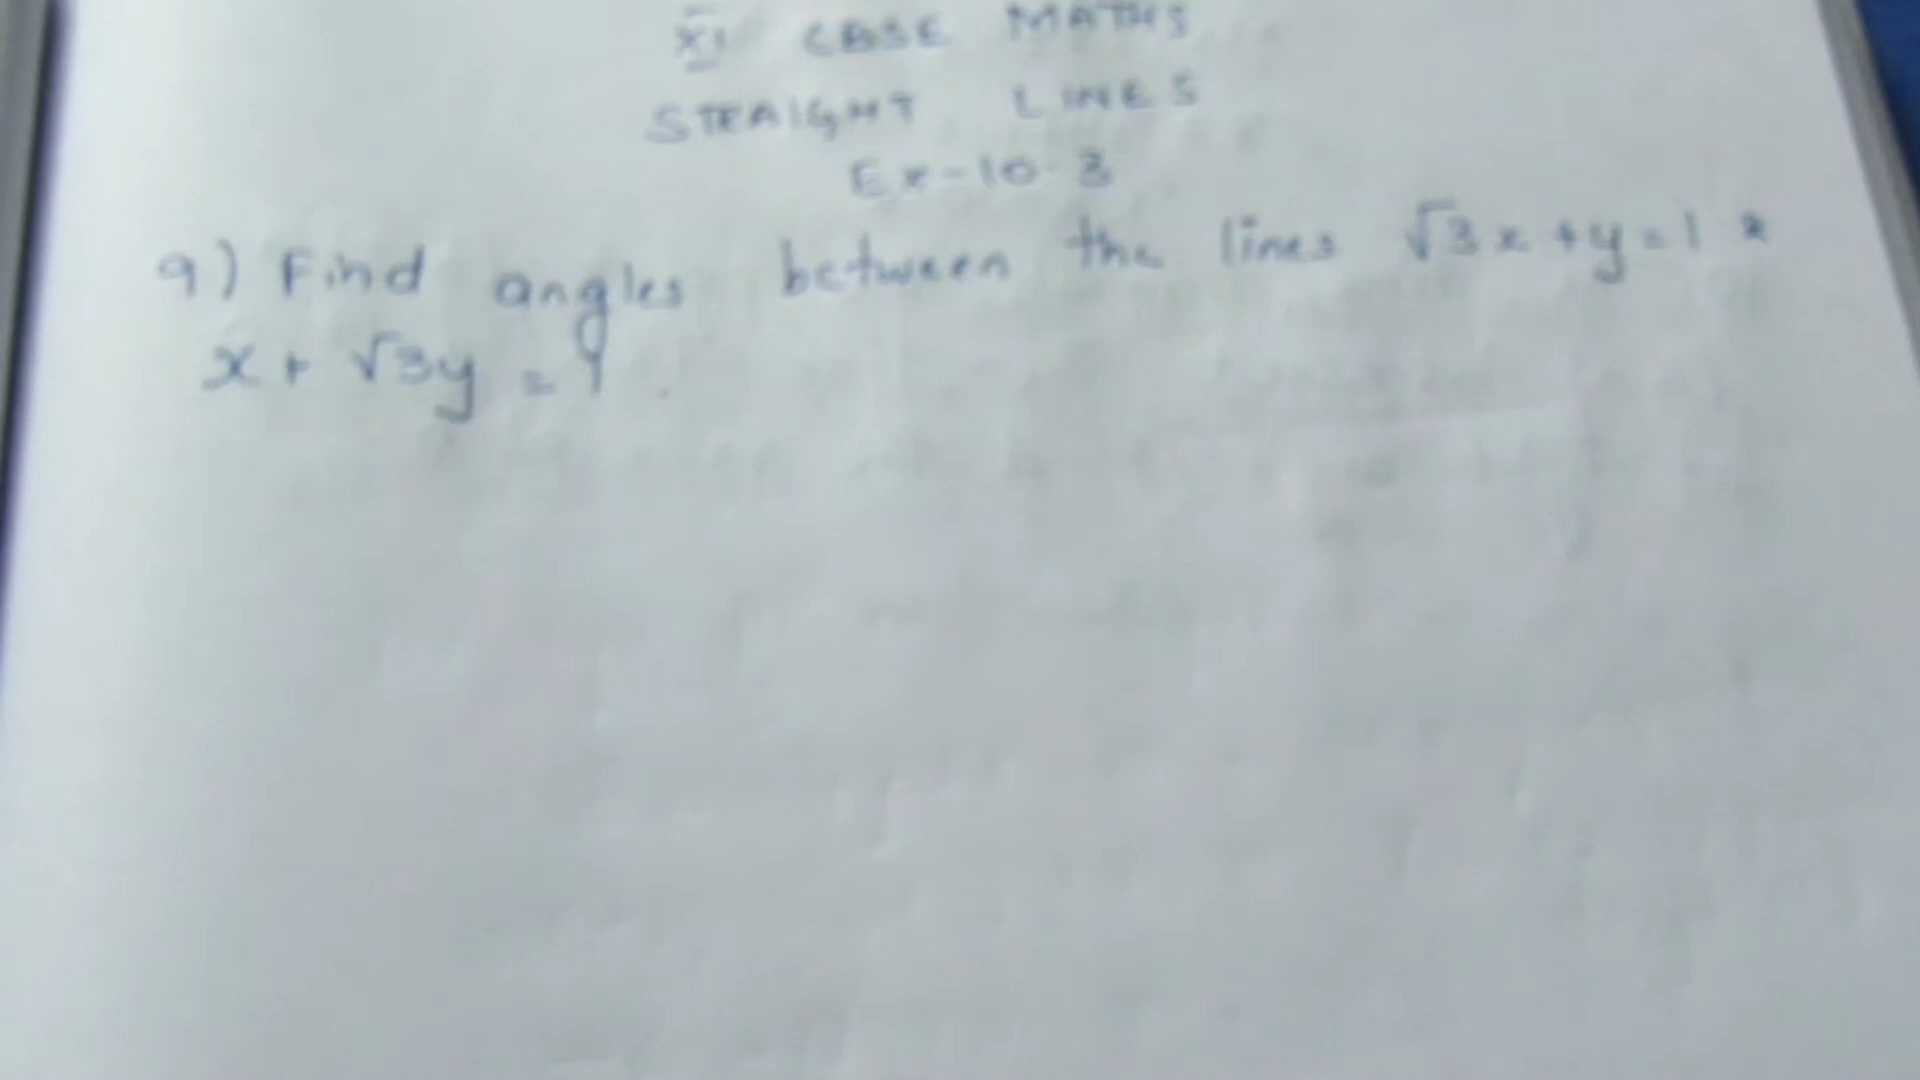 XI CBSE MATHS
STRAIGHT LINES
Ex-10.3
9) Find angles between the lines √3x + y = 1 &
x + √3y = 1.